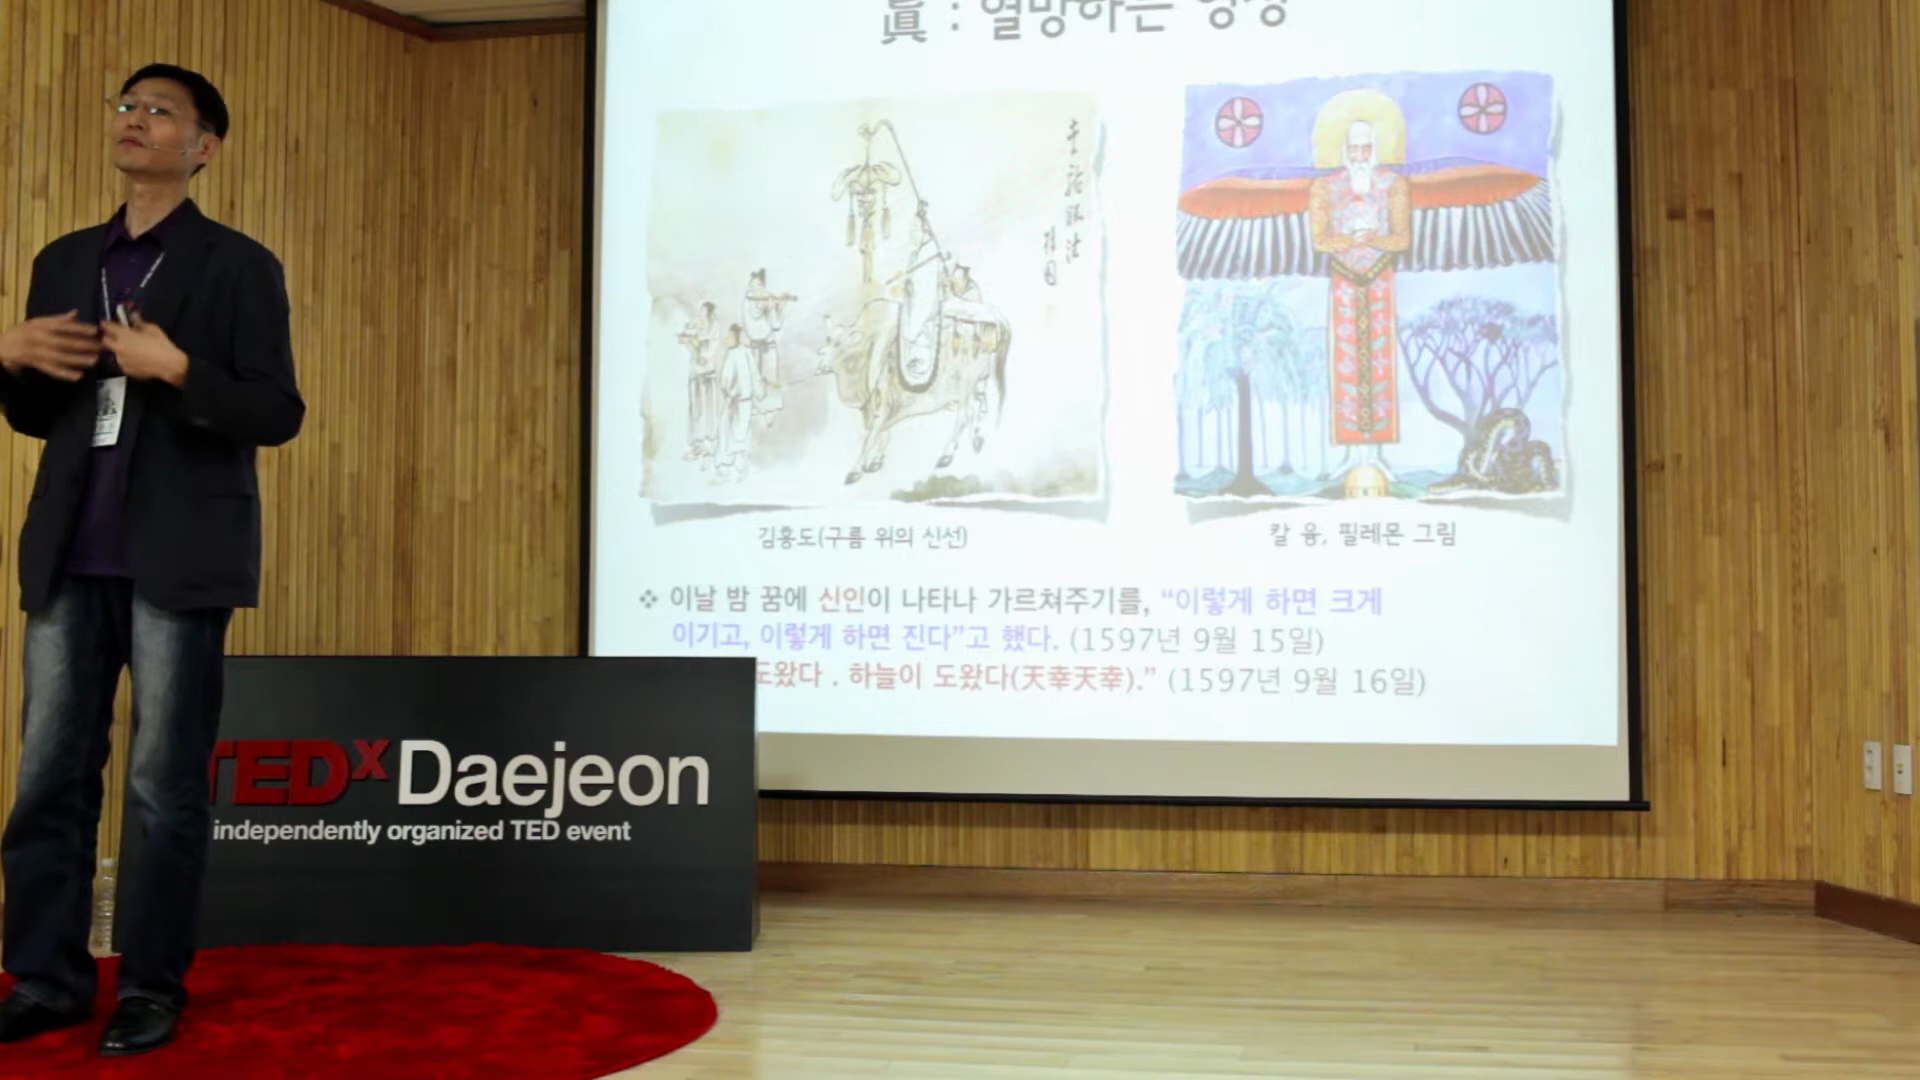 眞 : 열망하는
김홍도(구름 위의 신선)
칼 융, 필레몬 그림
❖ 이날 밤 꿈에 신인이 나타나 가르쳐주기를, “이렇게 하면 크게
이기고, 이렇게 하면 진다”고 했다. (1597년 9월 15일)
도왔다 . 하늘이 도왔다(天幸天幸).” (1597년 9월 16일)
TEDx Daejeon
independently organized TED event